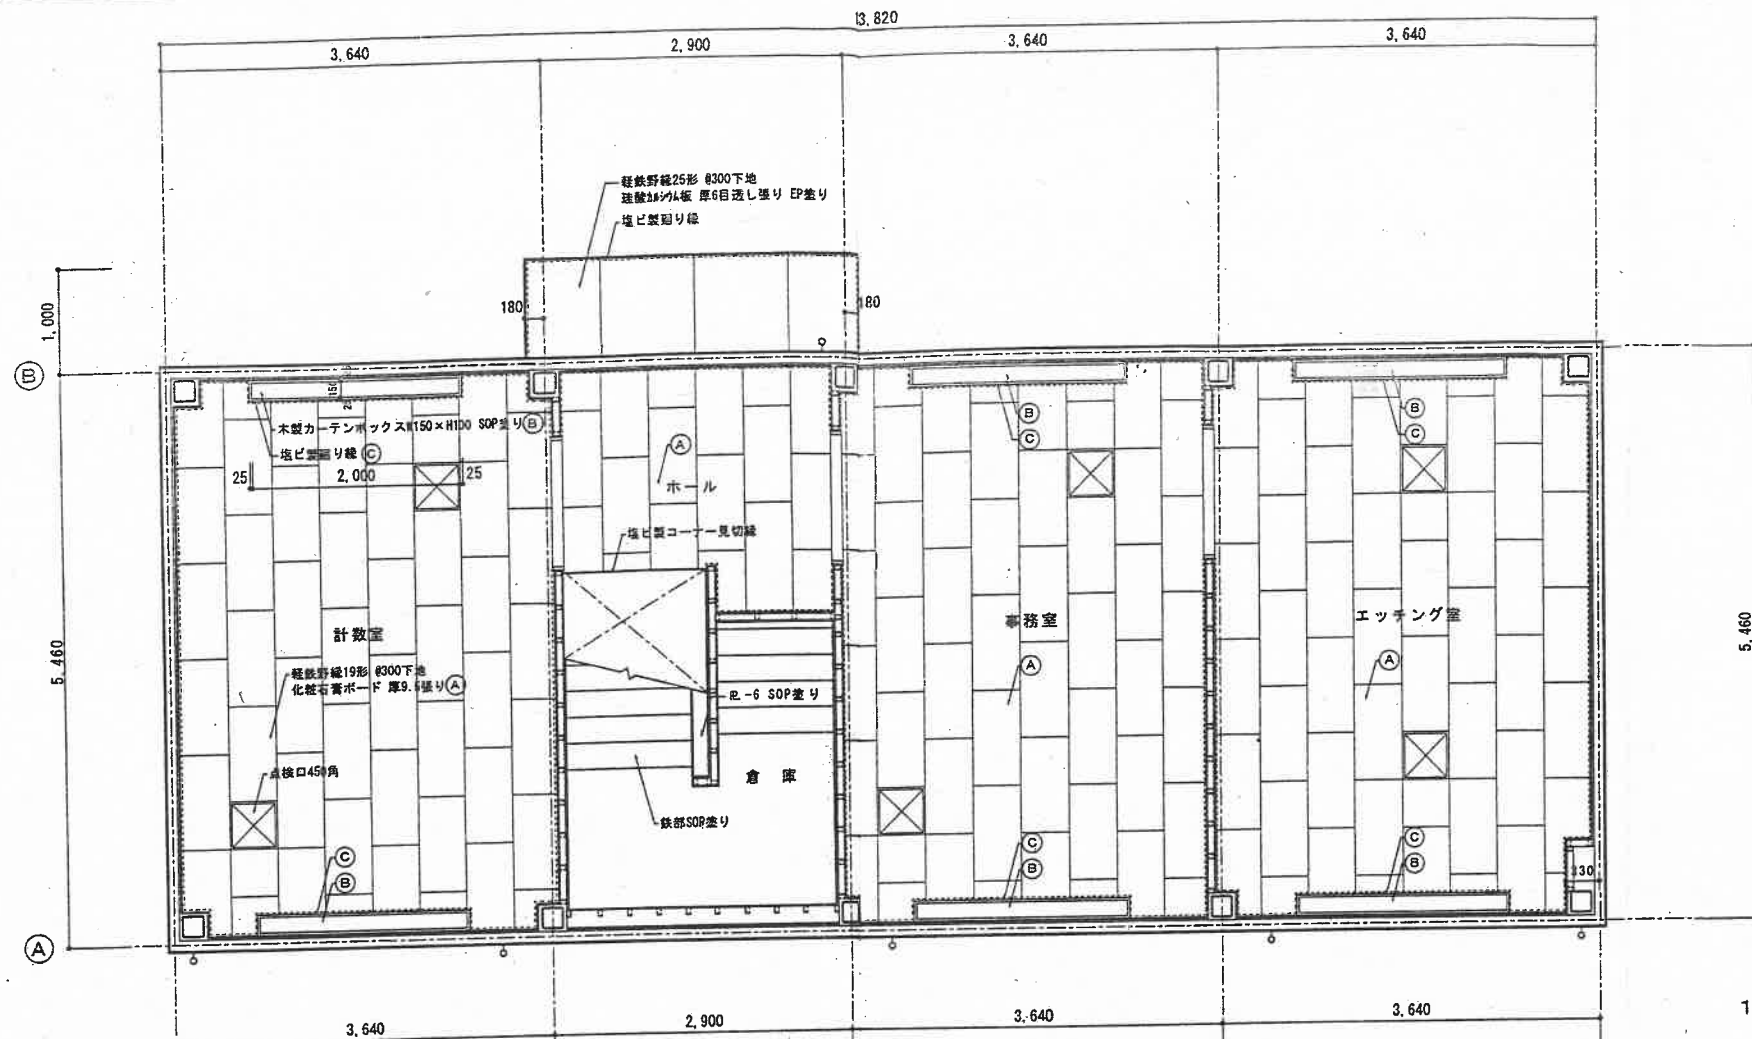 13,820
3,640
2,900
3,640
3,640
軽鉄野縁25形 @300下地
珪酸カルシウム板 厚6目透し張り EP塗り
塩ビ製廻り縁
180
180
1,000
B
150
木製カーテンボックスW150×H100 SOP塗り B
塩ビ製廻り縁 C
25
2,000
25
A
ホール
B
C
B
C
塩ビ製コーナー見切縁
計数室
事務室
エッチング室
5,460
5,460
軽鉄野縁19形 @300下地
化粧石膏ボード 厚9.5張り A
A
A
PL-6 SOP塗り
点検口450角
倉庫
鉄部SOP塗り
C
B
C
B
C
B
330
A
3,640
2,900
3,640
3,640
1